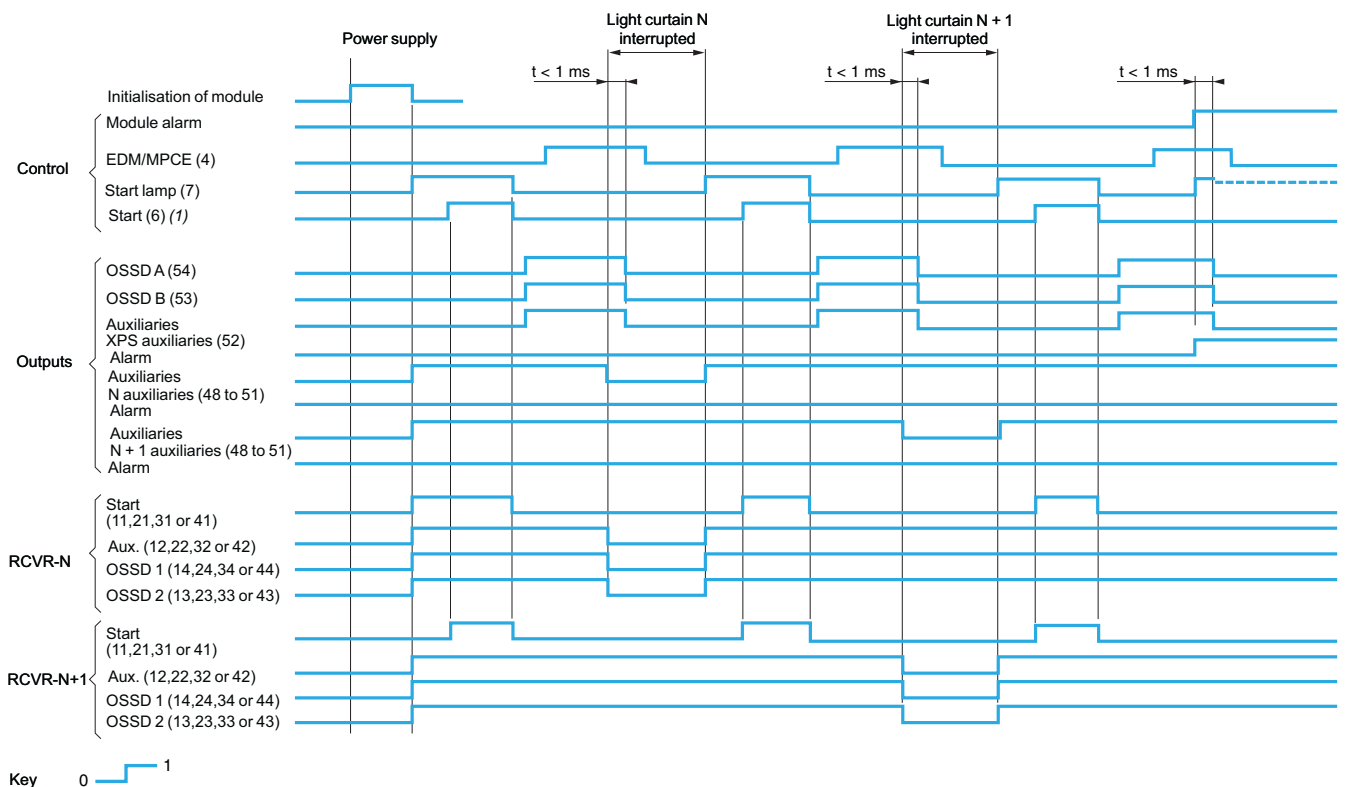 Light curtain N
interrupted
Light curtain N + 1
interrupted
Power supply
t < 1 ms
t < 1 ms
t < 1 ms
Initialisation of module
Control
Module alarm
EDM/MPCE (4)
Start lamp (7)
Start (6) (1)
Outputs
OSSD A (54)
OSSD B (53)
Auxiliaries
XPS auxiliaries (52)
Alarm
Auxiliaries
N auxiliaries (48 to 51)
Alarm
Auxiliaries
N + 1 auxiliaries (48 to 51)
Alarm
RCVR-N
Start
(11,21,31 or 41)
Aux. (12,22,32 or 42)
OSSD 1 (14,24,34 or 44)
OSSD 2 (13,23,33 or 43)
RCVR-N+1
Start
(11,21,31 or 41)
Aux. (12,22,32 or 42)
OSSD 1 (14,24,34 or 44)
OSSD 2 (13,23,33 or 43)
Key 0 1